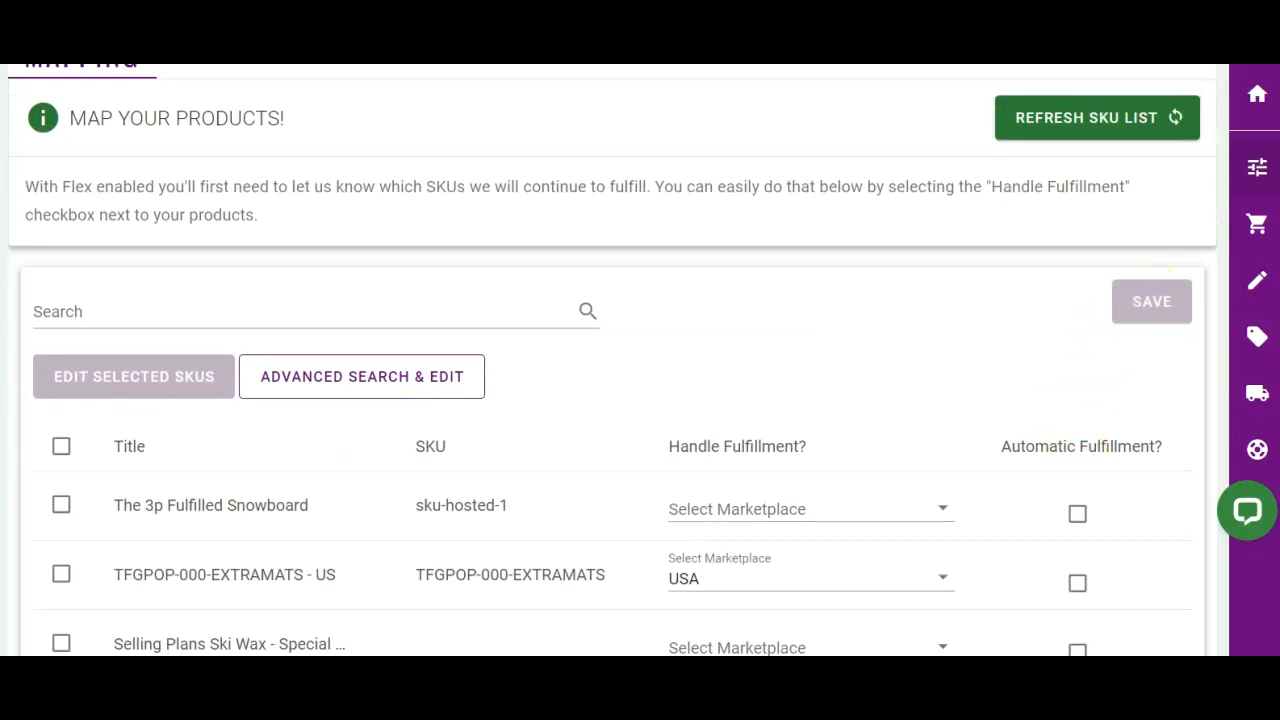 MAPPING
MAP YOUR PRODUCTS!
REFRESH SKU LIST
With Flex enabled you'll first need to let us know which SKUs we will continue to fulfill. You can easily do that below by selecting the "Handle Fulfillment"
checkbox next to your products.
Search
SAVE
EDIT SELECTED SKUS
ADVANCED SEARCH & EDIT
Title SKU Handle Fulfillment? Automatic Fulfillment?
The 3p Fulfilled Snowboard sku-hosted-1 Select Marketplace
Select Marketplace
TFGPOP-000-EXTRAMATS - US TFGPOP-000-EXTRAMATS USA
Selling Plans Ski Wax - Special ... Select Marketplace